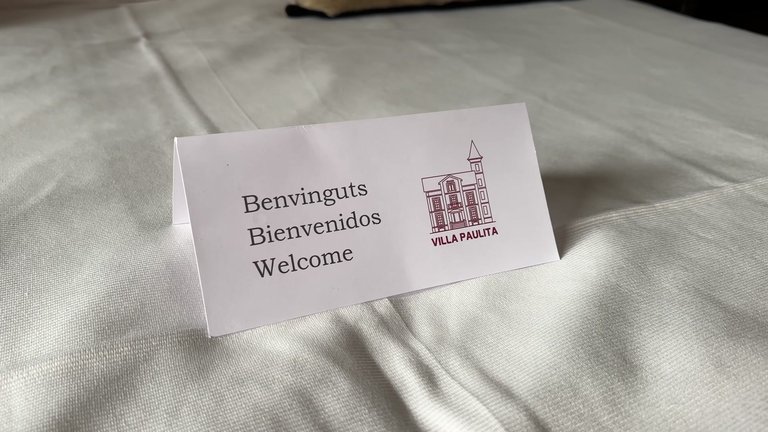 Benvinguts
Bienvenidos
Welcome
VILLA PAULITA